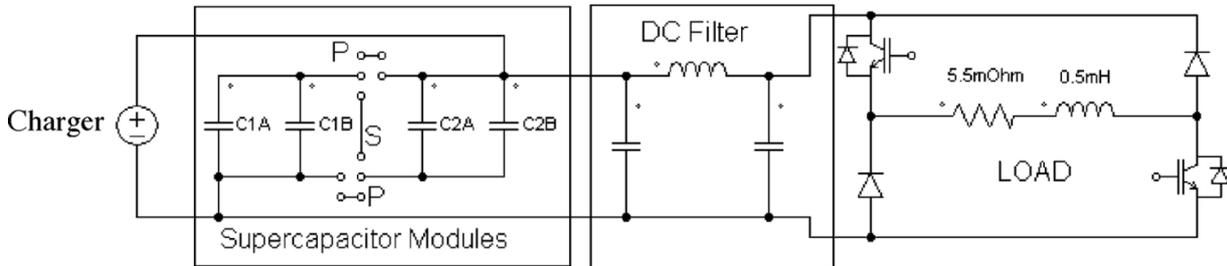 DC Filter
P
5.5mOhm
0.5mH
Charger
C1A
C1B
S
C2A
C2B
LOAD
P
Supercapacitor Modules